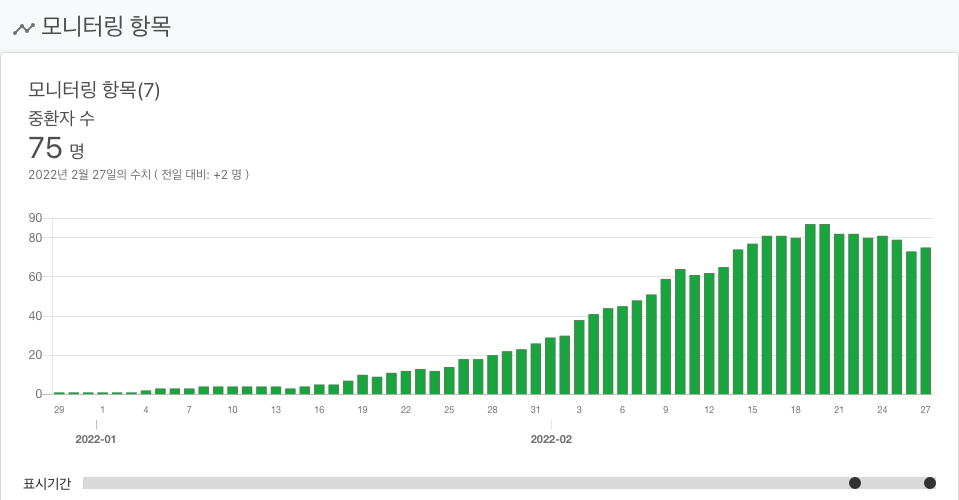 모니터링 항목
모니터링 항목(7)
중환자 수
75 명
2022년 2월 27일의 수치 ( 전일 대비: +2 명 )
90
80
60
40
20
0
29 1 4 7 10 13 16 19 22 25 28 31 3 6 9 12 15 18 21 24 27
2022-01 2022-02
표시기간